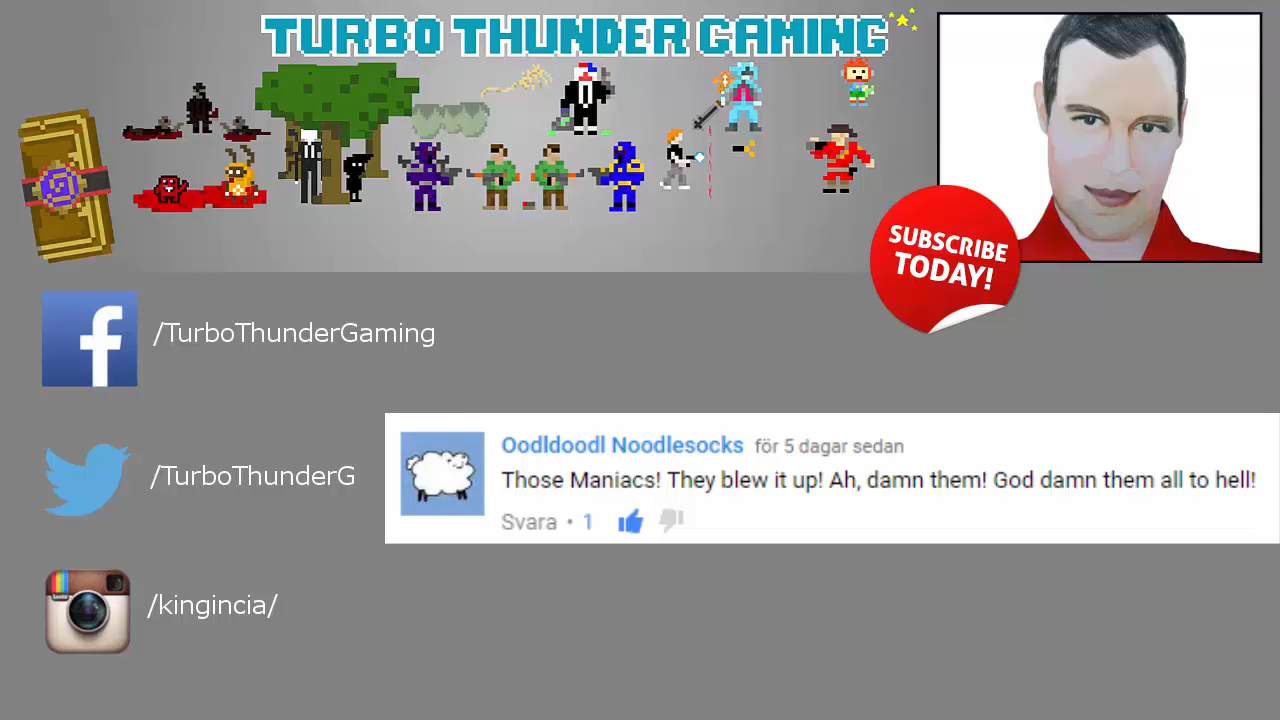 TURBO THUNDER GAMING
SUBSCRIBE
TODAY!
/TurboThunderGaming
/TurboThunderG
Oodldoodl Noodlesocks för 5 dagar sedan
Those Maniacs! They blew it up! Ah, damn them! God damn them all to hell!
Svara • 1
/kingincia/